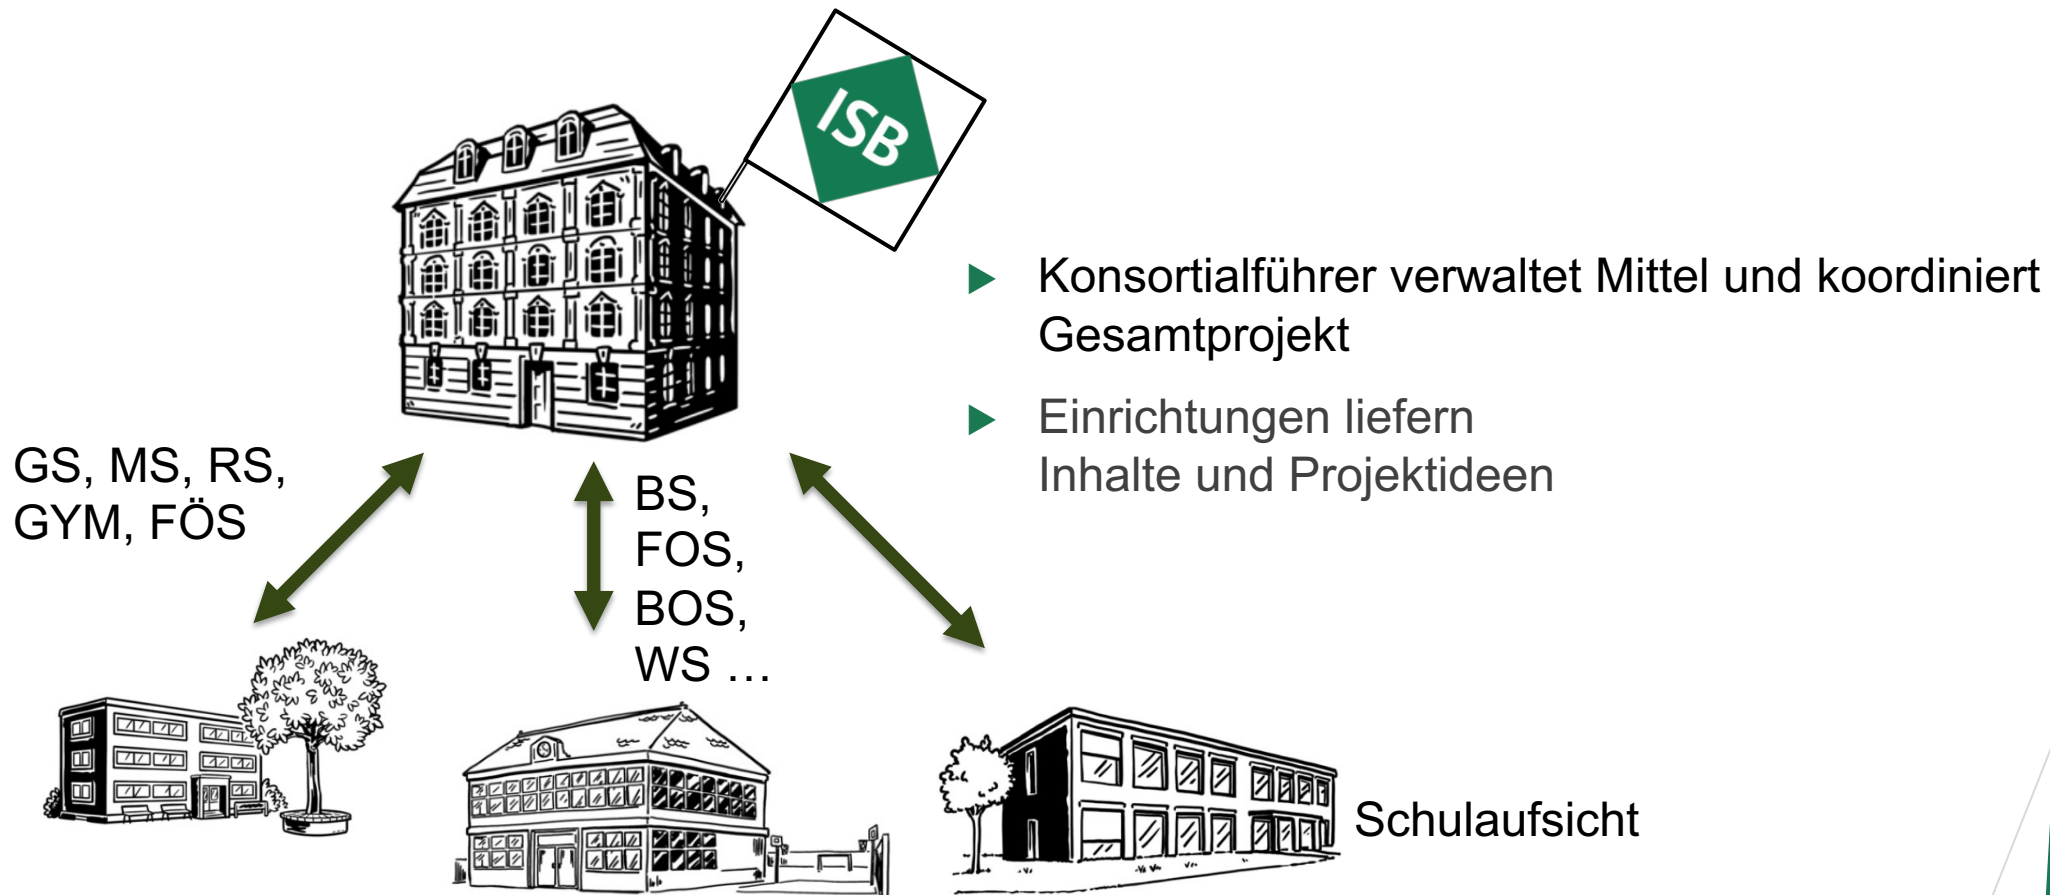 ISB
▶ Konsortialführer verwaltet Mittel und koordiniert
Gesamtprojekt
▶ Einrichtungen liefern
Inhalte und Projektideen
GS, MS, RS,
GYM, FÖS
BS,
FOS,
BOS,
WS …
Schulaufsicht